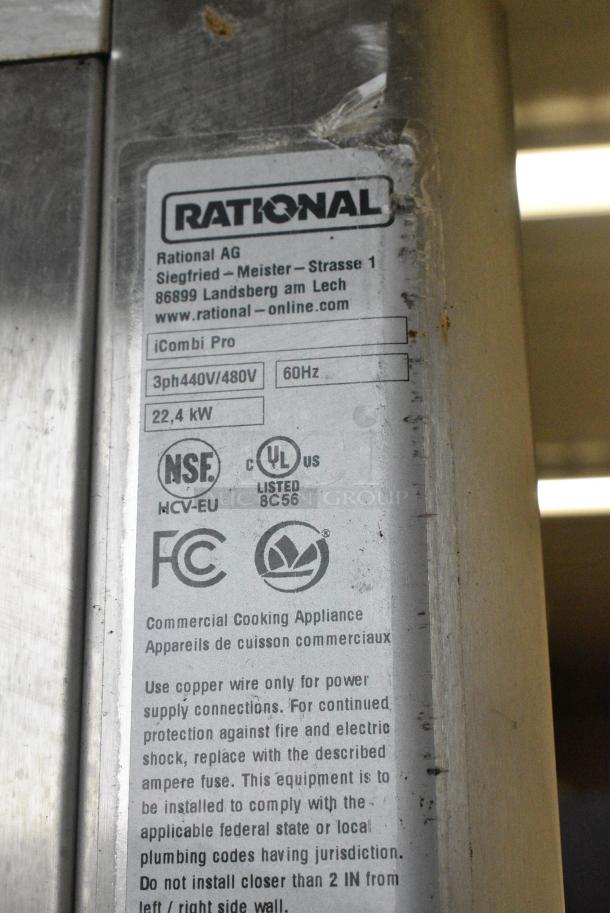 RATIONAL
Rational AG
Siegfried – Meister – Strasse 1
86899 Landsberg am Lech
www.rational – online.com
iCombi Pro
3ph440V/480V
60Hz
22,4 kW
NSF.
HCV-EU
C UL US
LISTED
8C56
GROUP
FC
®
Commercial Cooking Appliance
Appareils de cuisson commerciaux
Use copper wire only for power
supply connections. For continued
protection against fire and electric
shock, replace with the described
ampere fuse. This equipment is to
be installed to comply with the
applicable federal state or local
plumbing codes having jurisdiction.
Do not install closer than 2 IN from
left / right side wall.